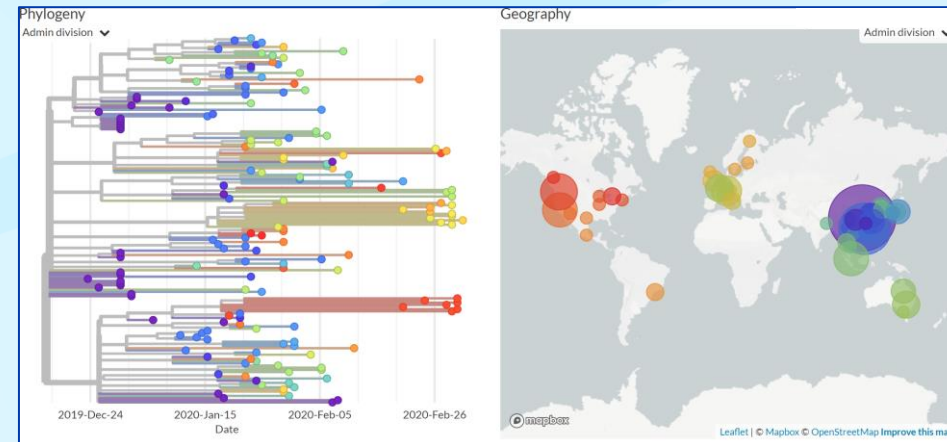 Phylogeny
Admin division
2019-Dec-24
2020-Jan-15
2020-Feb-05
2020-Feb-26
Date
Geography
Admin division
mapbox
Leaflet | © Mapbox © OpenStreetMap Improve this ma